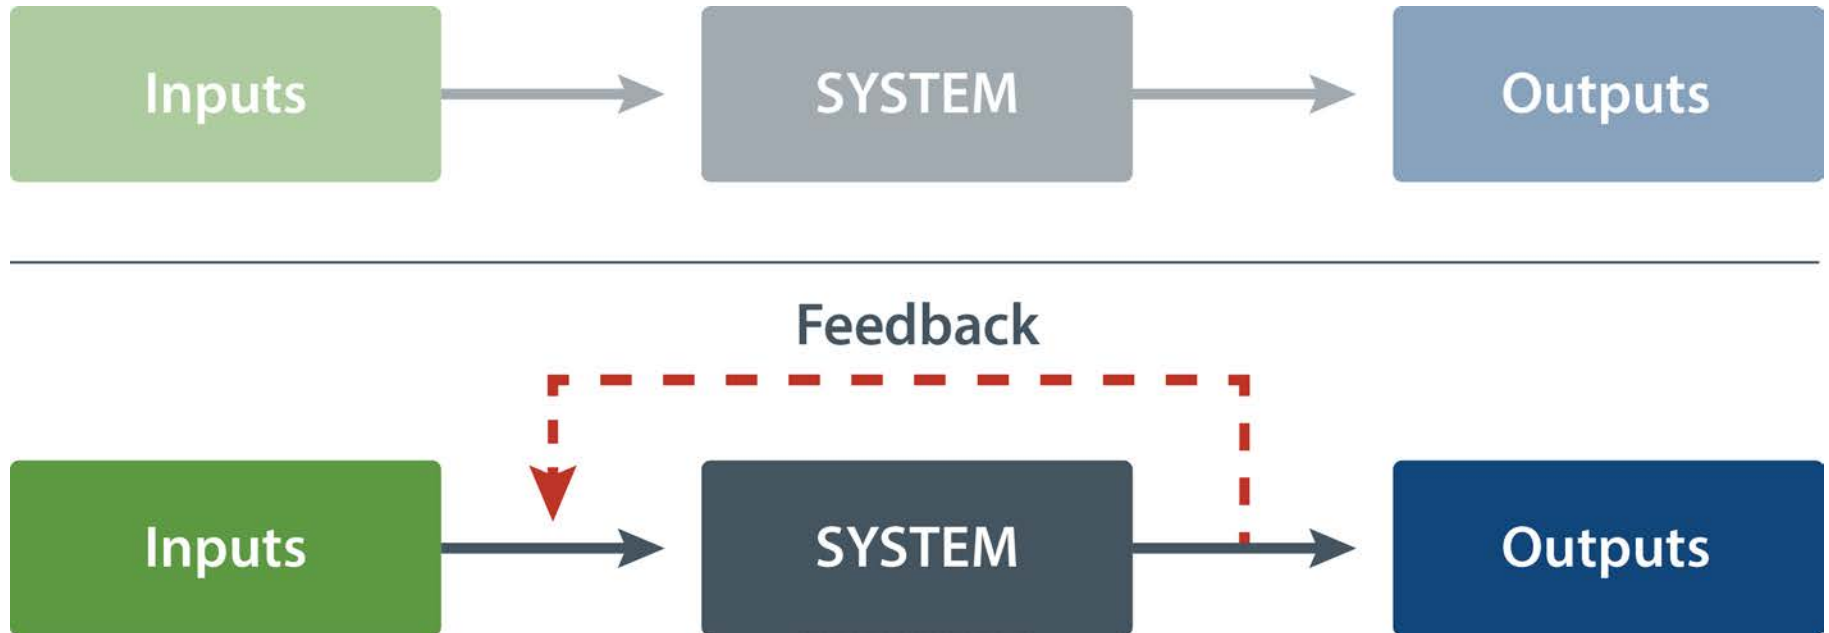 Inputs
SYSTEM
Outputs
Feedback
Inputs
SYSTEM
Outputs